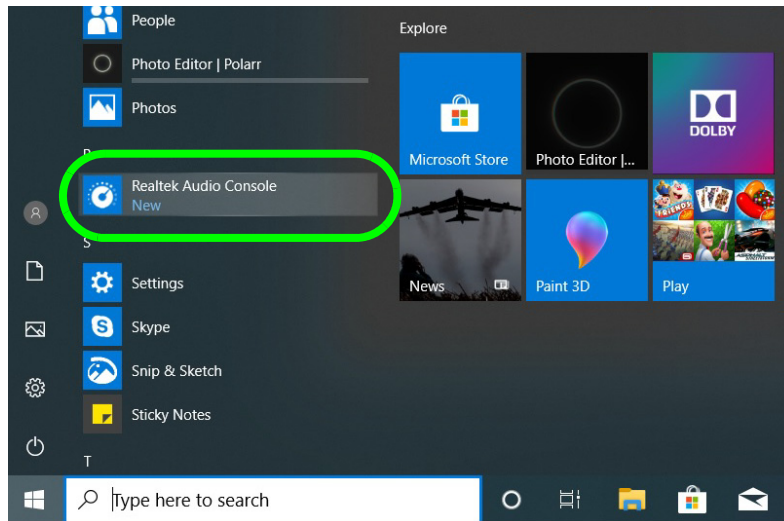 People
Photo Editor | Polarr
Photos
Realtek Audio Console
New
S
Settings
Skype
Snip & Sketch
Sticky Notes
T
Type here to search
Explore
Microsoft Store
Photo Editor |...
DOLBY
News
Paint 3D
FRIENDS
Play